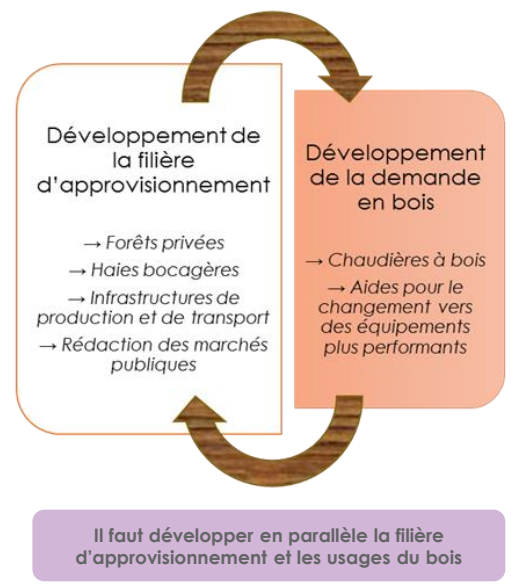 Développement de
la filière
d'approvisionnement
→ Forêts privées
→ Haies bocagères
→ Infrastructures de
production et de transport
→ Rédaction des marchés
publiques
Développement
de la demande
en bois
→ Chaudières à bois
→ Aides pour le
changement vers
des équipements
plus performants
Il faut développer en parallèle la filière
d'approvisionnement et les usages du bois